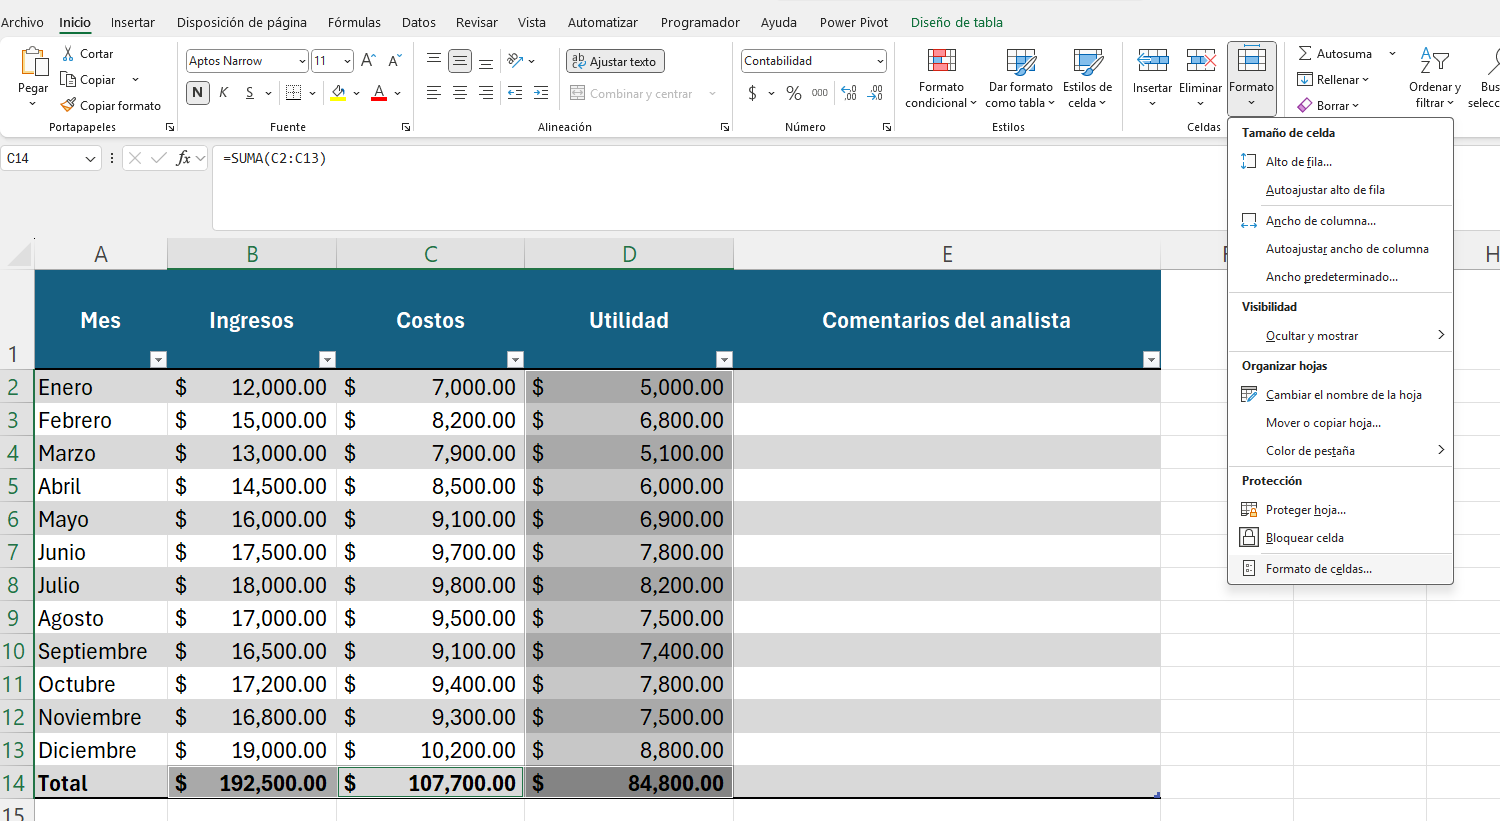 Archivo Inicio Insertar Disposición de página Fórmulas Datos Revisar Vista Automatizar Programador Ayuda Power Pivot Diseño de tabla
Pegar
Cortar
Copiar
Copiar formato
Portapapeles
Aptos Narrow 11 A A
N K S A
Fuente
ab Ajustar texto
Combinar y centrar
Alineación
Contabilidad
$ % 000
Número
Formato condicional
Dar formato como tabla
Estilos de celda
Estilos
Insertar Eliminar Formato
Celdas
Autosuma
Rellenar
Borrar
Ordenar y filtrar
C14
fx
=SUMA(C2:C13)
Tamaño de celda
Alto de fila...
Autoajustar alto de fila
Ancho de columna...
Autoajustar ancho de columna
Ancho predeterminado...
Visibilidad
Ocultar y mostrar
Organizar hojas
Cambiar el nombre de la hoja
Mover o copiar hoja...
Color de pestaña
Protección
Proteger hoja...
Bloquear celda
Formato de celdas...
A B C D E H
1 Mes Ingresos Costos Utilidad Comentarios del analista
2 Enero $ 12,000.00 $ 7,000.00 $ 5,000.00
3 Febrero $ 15,000.00 $ 8,200.00 $ 6,800.00
4 Marzo $ 13,000.00 $ 7,900.00 $ 5,100.00
5 Abril $ 14,500.00 $ 8,500.00 $ 6,000.00
6 Mayo $ 16,000.00 $ 9,100.00 $ 6,900.00
7 Junio $ 17,500.00 $ 9,700.00 $ 7,800.00
8 Julio $ 18,000.00 $ 9,800.00 $ 8,200.00
9 Agosto $ 17,000.00 $ 9,500.00 $ 7,500.00
10 Septiembre $ 16,500.00 $ 9,100.00 $ 7,400.00
11 Octubre $ 17,200.00 $ 9,400.00 $ 7,800.00
12 Noviembre $ 16,800.00 $ 9,300.00 $ 7,500.00
13 Diciembre $ 19,000.00 $ 10,200.00 $ 8,800.00
14 Total $ 192,500.00 $ 107,700.00 $ 84,800.00
15